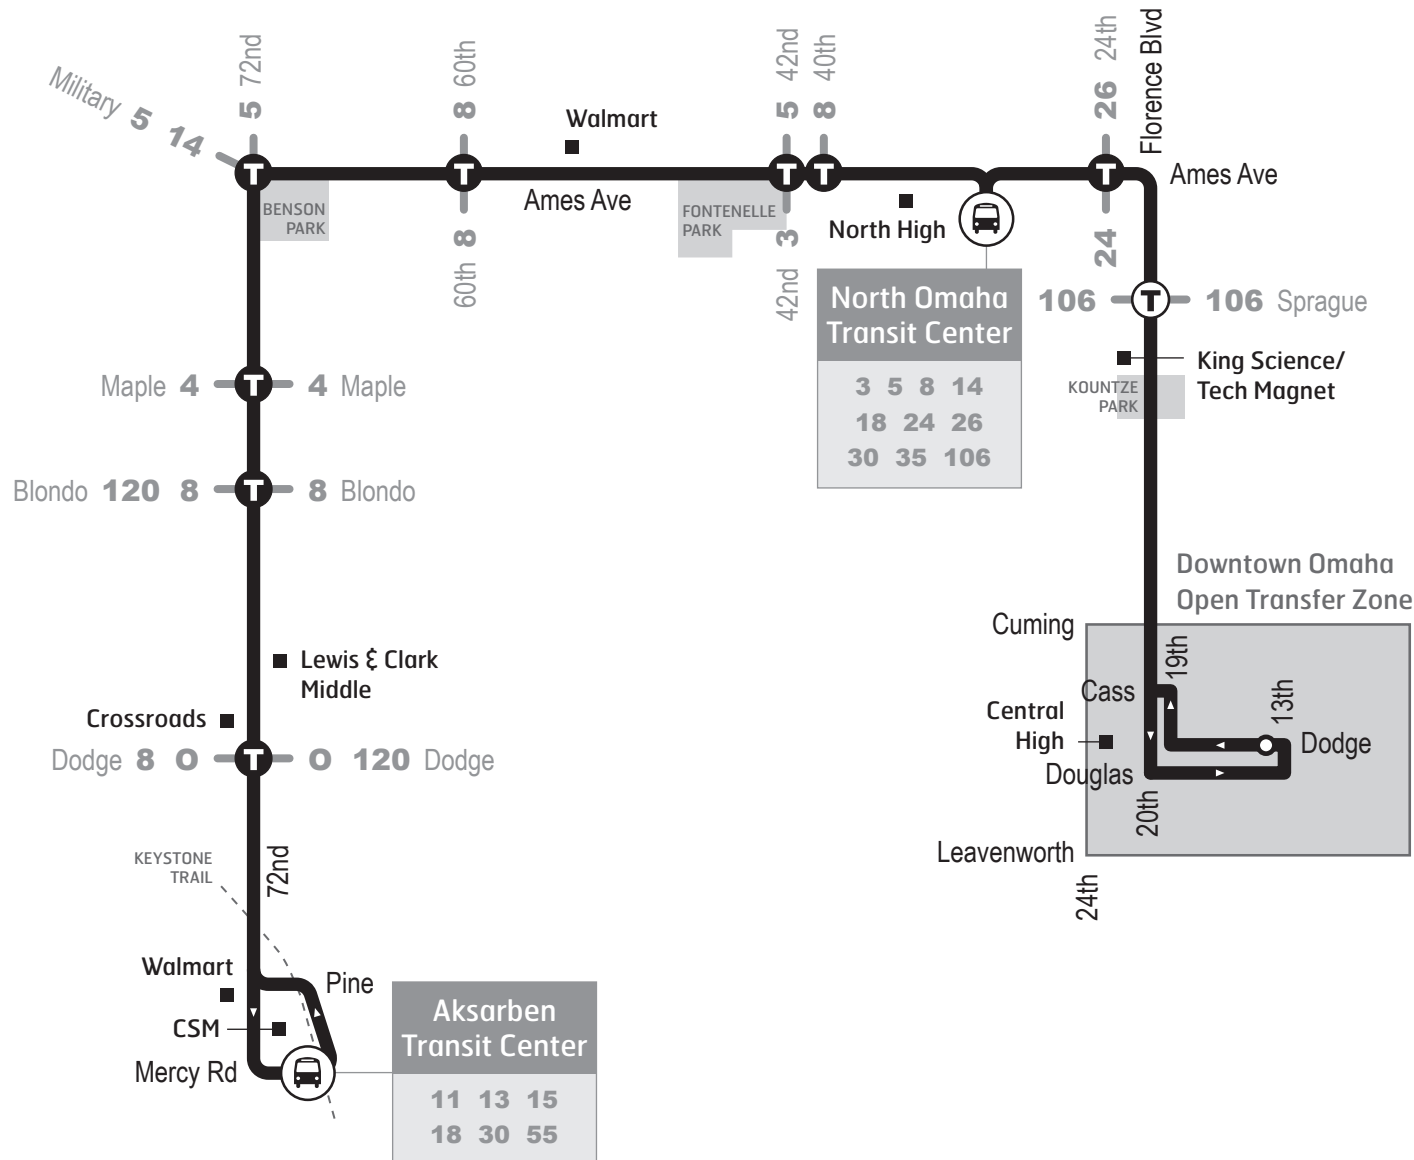 Military 5 14
5 72nd
8 60th
Walmart
5 42nd
8 40th
26 24th
Florence Blvd
Ames Ave
Ames Ave
BENSON
PARK
8 60th
FONTENELLE
PARK
3 42nd
North High
24
North Omaha
Transit Center
3 5 8 14
18 24 26
30 35 106
106
106 Sprague
King Science/
Tech Magnet
KOUNTZE
PARK
Maple 4
4 Maple
Blondo 120 8
8 Blondo
Downtown Omaha
Open Transfer Zone
Cuming
19th
Cass
13th
Central
High
Dodge
Douglas
20th
Leavenworth
24th
Lewis & Clark
Middle
Crossroads
Dodge 8 O
O 120 Dodge
KEYSTONE
TRAIL
72nd
Walmart
Pine
CSM
Mercy Rd
Aksarben
Transit Center
11 13 15
18 30 55
T
T
T
T
T
T
T
T
T